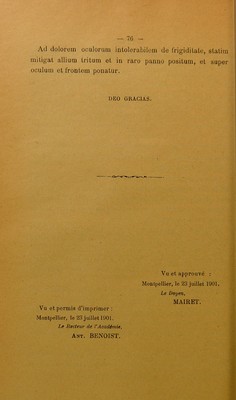 — 76 —
Ad dolorem oculorum intolerabilem de frigiditate, statim
mitigat allium tritum et in raro panno positum, et super
oculum et frontem ponatur.
DEO GRACIAS.
Vu et approuvé :
Montpellier, le 23 juillet 1901.
Le Doyen,
MAIRET.
Vu et permis d'imprimer :
Montpellier, le 23 juillet 1901.
Le Recteur de l'Académie,
ANT. BENOIST.